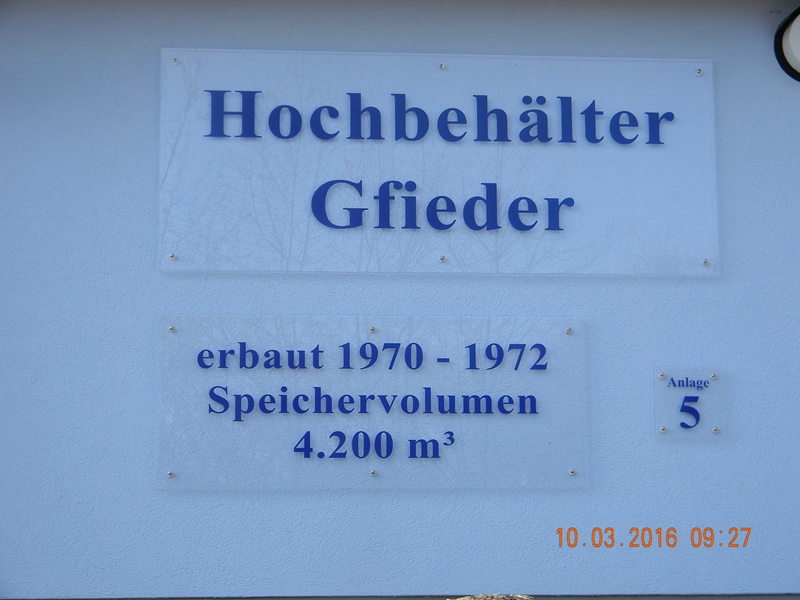 Hochbehälter
Gfieder
erbaut 1970 - 1972
Speichervolumen
4.200 m³
Anlage
5
10.03.2016 09:27